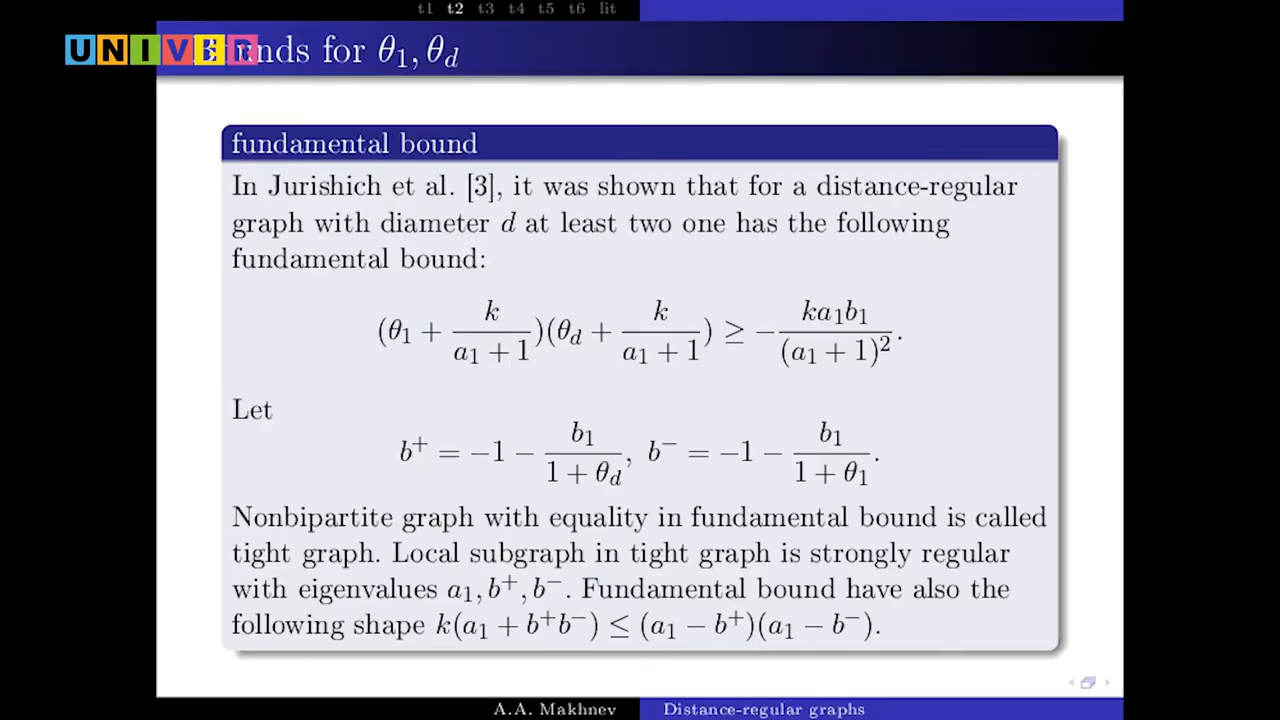 t1 t2 t3 t4 t5 t6 lit
UNIVER
Bounds for θ₁, θ_d
fundamental bound
In Jurishich et al. [3], it was shown that for a distance-regular
graph with diameter d at least two one has the following
fundamental bound:
(θ₁ + k/(a₁ + 1))(θ_d + k/(a₁ + 1)) ≥ −ka₁b₁/(a₁ + 1)².
Let
b⁺ = −1 − b₁/(1 + θ_d), b⁻ = −1 − b₁/(1 + θ₁).
Nonbipartite graph with equality in fundamental bound is called
tight graph. Local subgraph in tight graph is strongly regular
with eigenvalues a₁, b⁺, b⁻. Fundamental bound have also the
following shape k(a₁ + b⁺b⁻) ≤ (a₁ − b⁺)(a₁ − b⁻).
A.A. Makhnev Distance-regular graphs